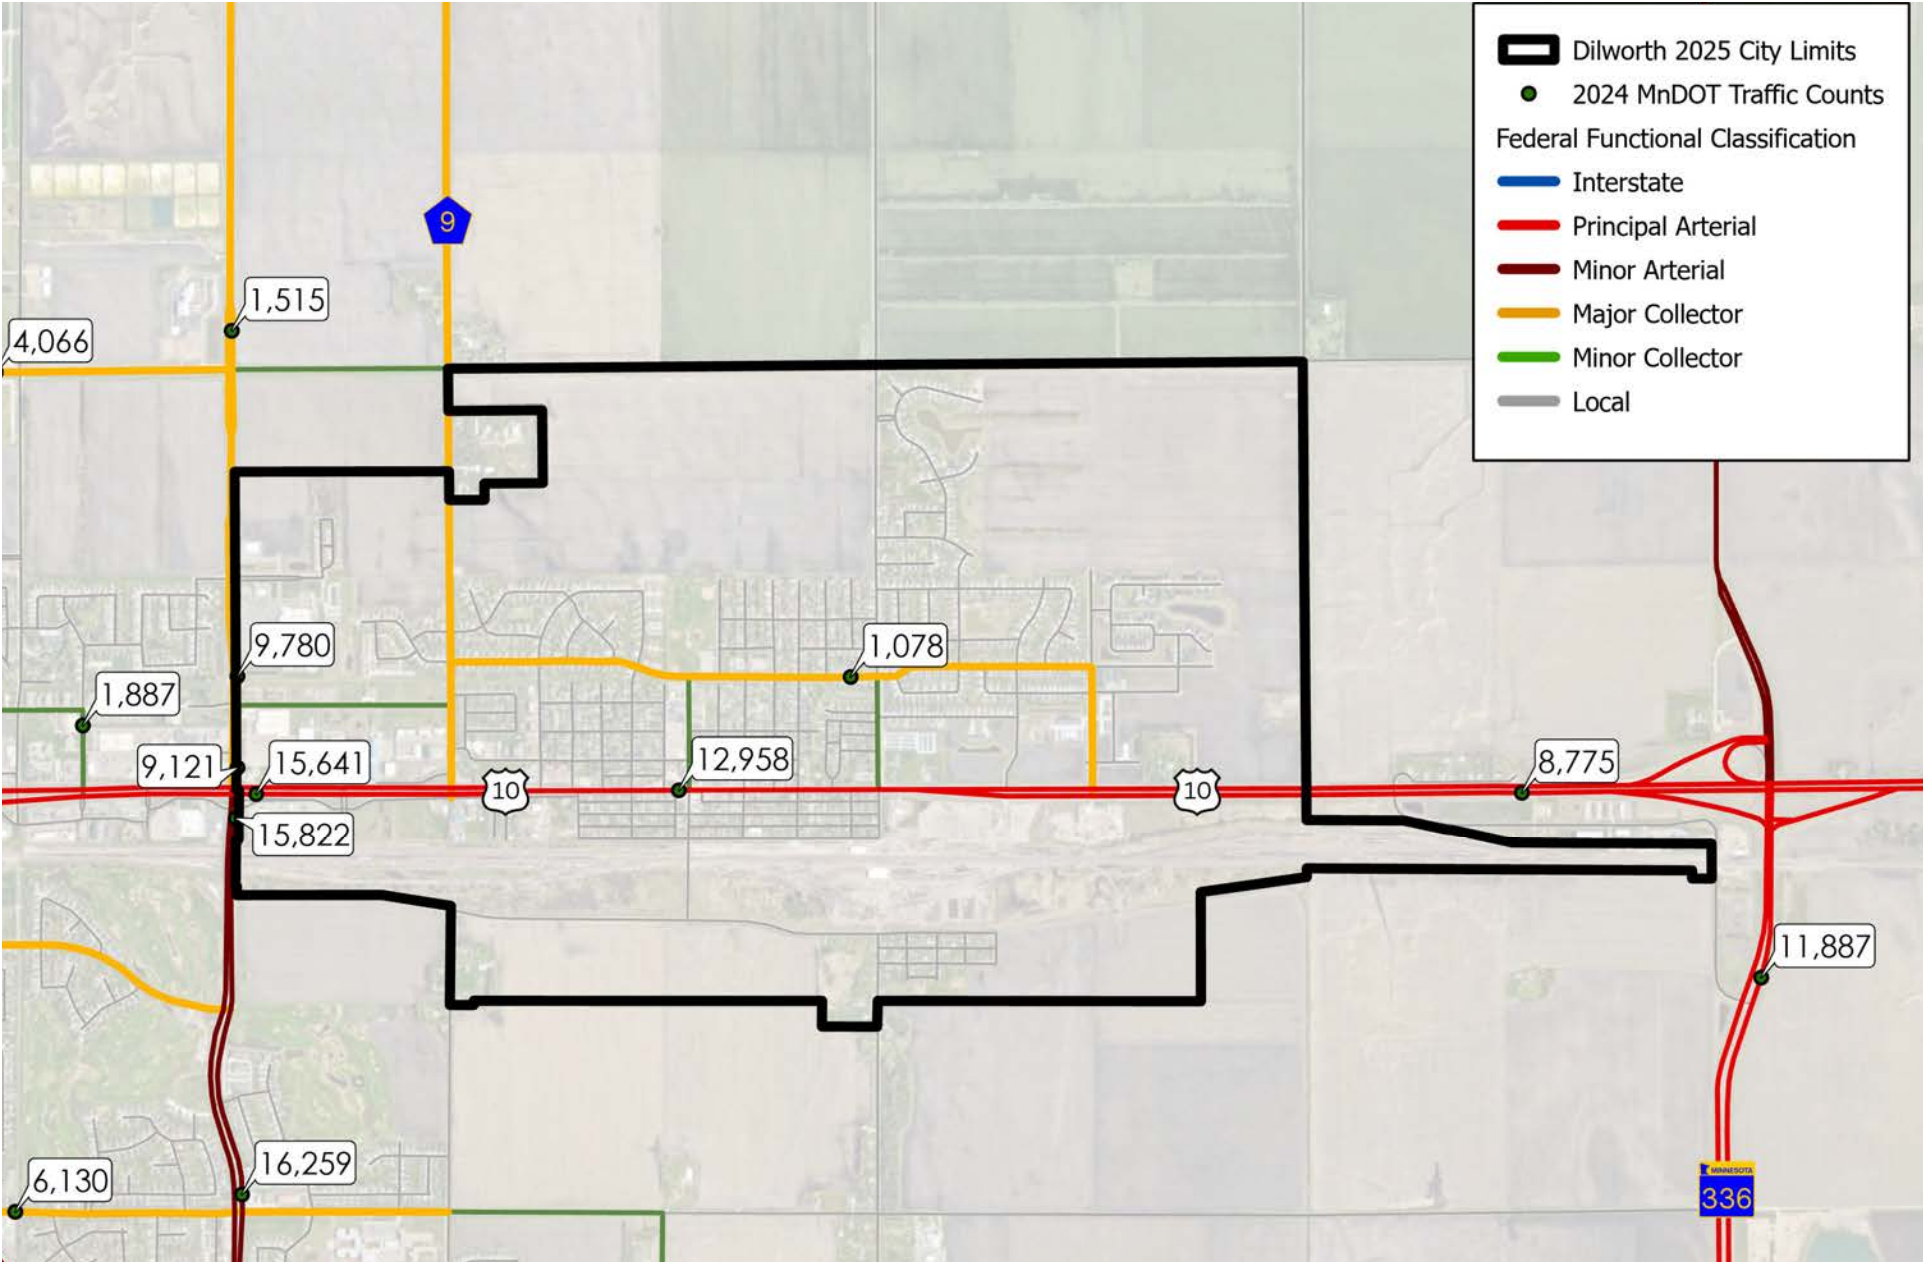 Dilworth 2025 City Limits
2024 MnDOT Traffic Counts
Federal Functional Classification
Interstate
Principal Arterial
Minor Arterial
Major Collector
Minor Collector
Local
9
1,515
4,066
9,780
1,078
1,887
9,121
15,641
12,958
8,775
10
10
15,822
11,887
16,259
6,130
MINNESOTA
336